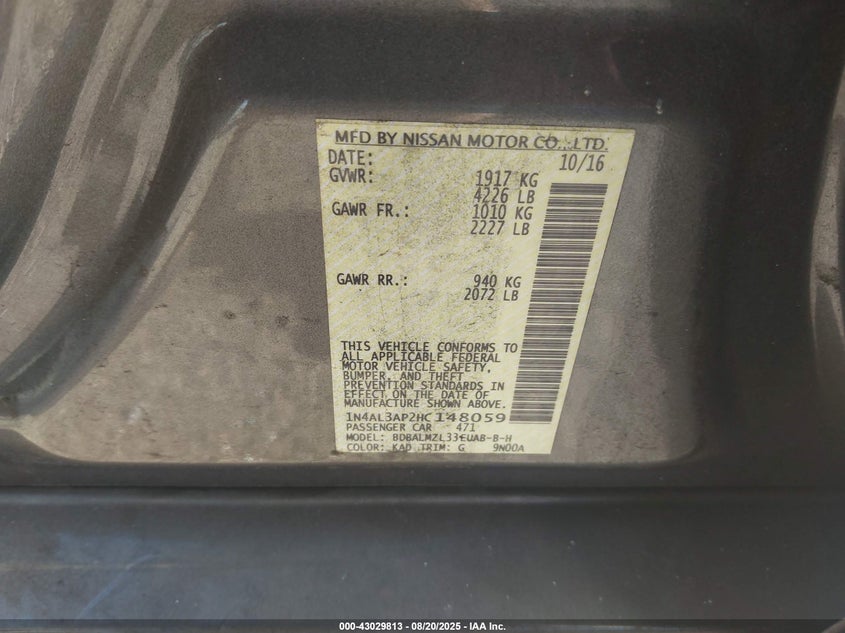 MFD BY NISSAN MOTOR CO., LTD.
DATE: 10/16
GVWR: 1917 KG
4226 LB
GAWR FR.: 1010 KG
2227 LB
GAWR RR.: 940 KG
2072 LB
THIS VEHICLE CONFORMS TO
ALL APPLICABLE FEDERAL
MOTOR VEHICLE SAFETY,
BUMPER, AND THEFT
PREVENTION STANDARDS IN
EFFECT ON THE DATE OF
MANUFACTURE SHOWN ABOVE.
1N4AL3AP2HC148059
PASSENGER CAR 471
MODEL: BDBALMZL33EUAB-B-H
COLOR: KAD TRIM: G 9N00A
000-43029813 - 08/20/2025 - IAA Inc.